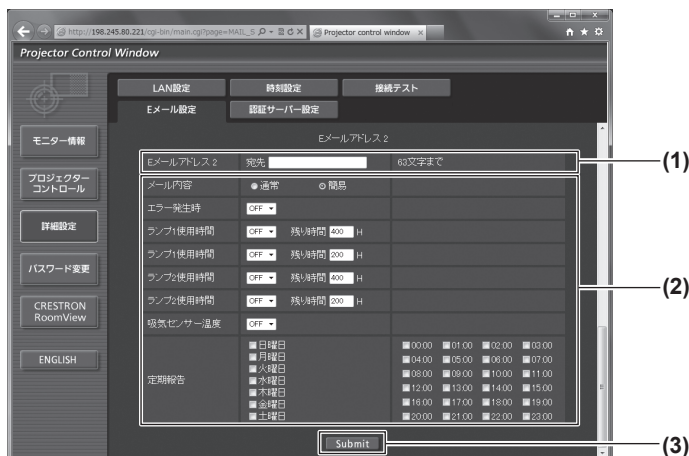 http://198.245.80.221/cgi-bin/main.cgi?page=MAIL_S
Projector control window
Projector Control Window
LAN設定 時刻設定 接続テスト
Eメール設定 認証サーバー設定
モニター情報
プロジェクター
コントロール
詳細設定
パスワード変更
CRESTRON
RoomView
ENGLISH
Eメールアドレス 2
Eメールアドレス 2 宛先 63文字まで
メール内容 通常 簡易
エラー発生時 OFF
ランプ1使用時間 OFF 残り時間 400 H
ランプ1使用時間 OFF 残り時間 200 H
ランプ2使用時間 OFF 残り時間 400 H
ランプ2使用時間 OFF 残り時間 200 H
吸気センサー温度 OFF
定期報告
日曜日
月曜日
火曜日
水曜日
木曜日
金曜日
土曜日
00:00 01:00 02:00 03:00
04:00 05:00 06:00 07:00
08:00 09:00 10:00 11:00
12:00 13:00 14:00 15:00
16:00 17:00 18:00 19:00
20:00 21:00 22:00 23:00
Submit
(1)
(2)
(3)